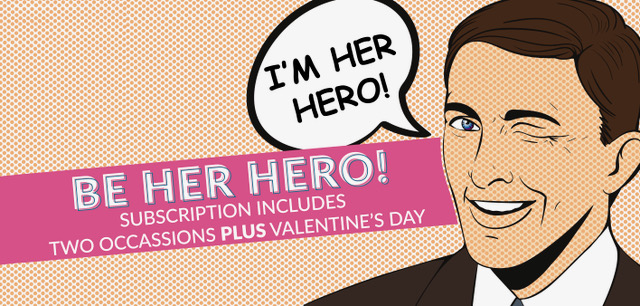 I'M HER
HERO!
BE HER HERO!
SUBSCRIPTION INCLUDES
TWO OCCASSIONS PLUS VALENTINE'S DAY